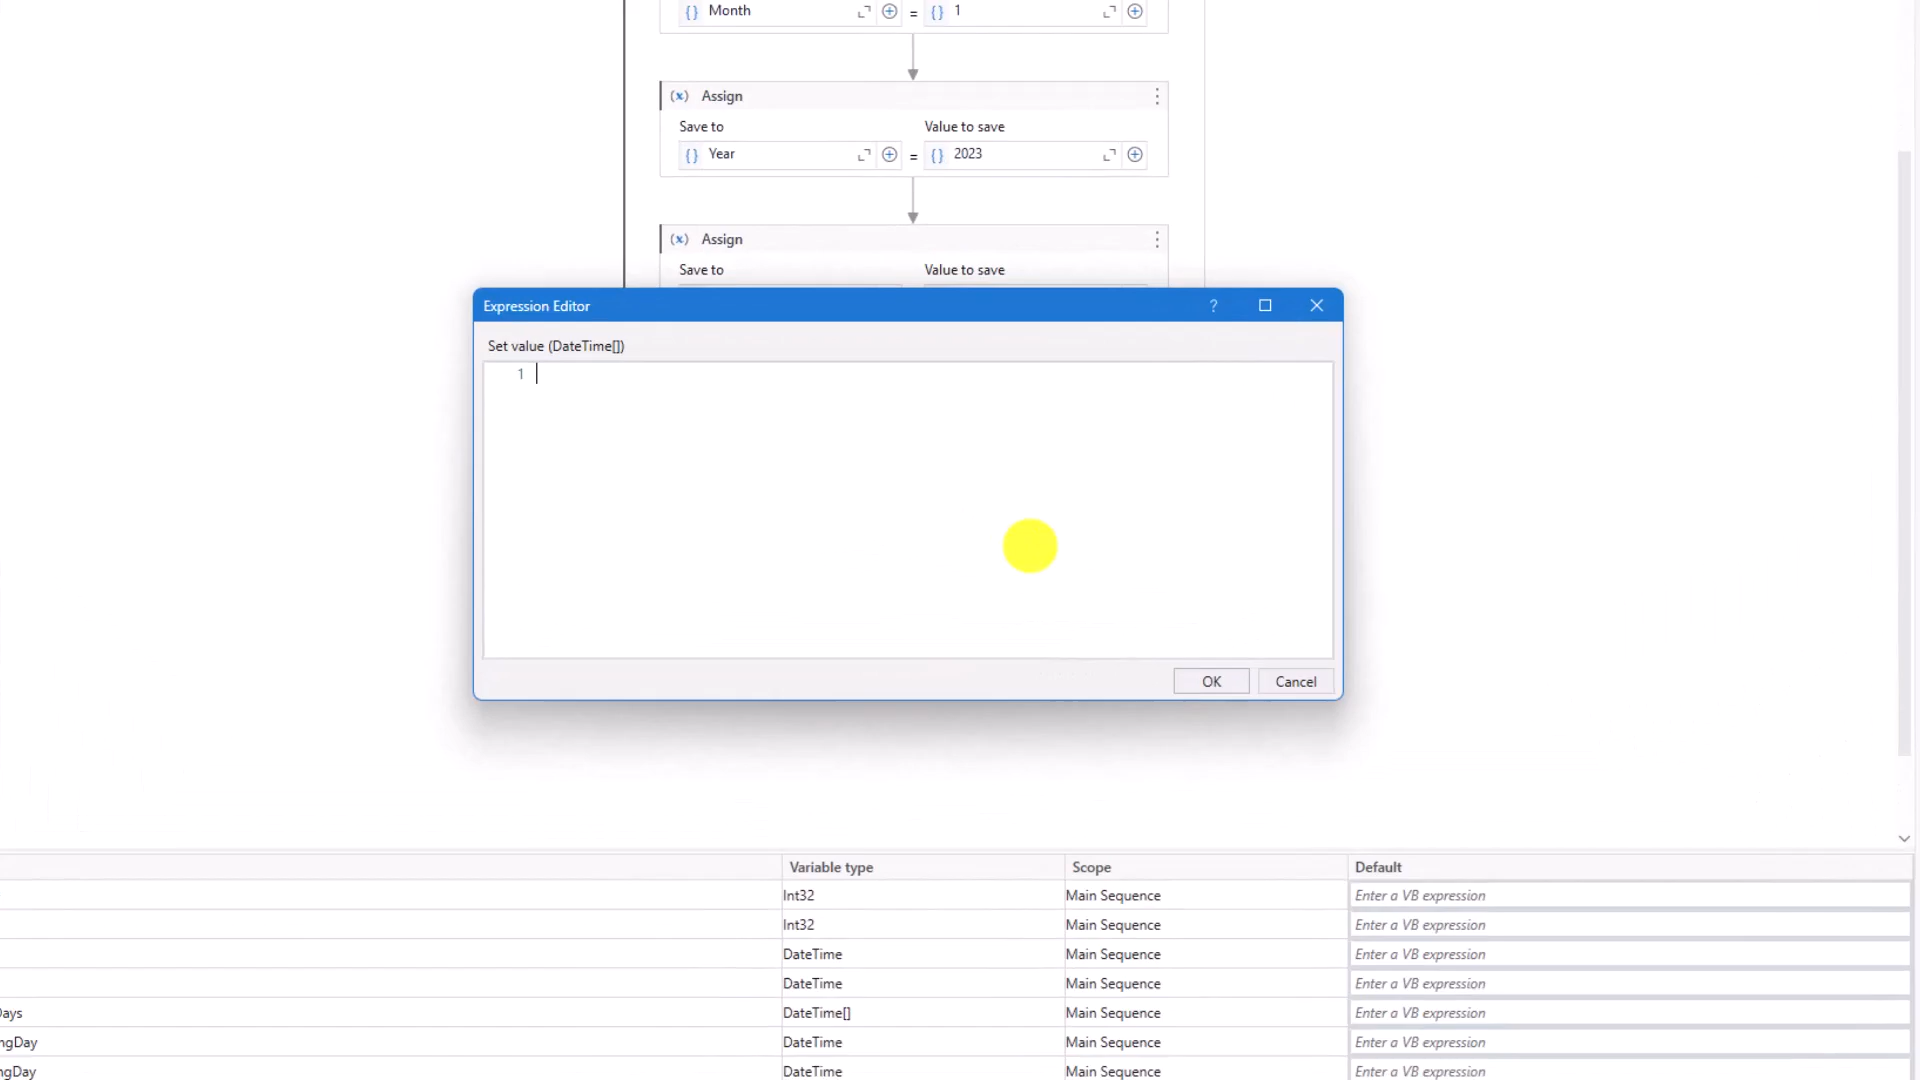 Month = 1
Assign
Save to Value to save
Year = 2023
Assign
Save to Value to save
Expression Editor ?
Set value (DateTime[])
1
OK Cancel
Variable type Scope Default
Int32 Main Sequence Enter a VB expression
Int32 Main Sequence Enter a VB expression
DateTime Main Sequence Enter a VB expression
DateTime Main Sequence Enter a VB expression
Days DateTime[] Main Sequence Enter a VB expression
ngDay DateTime Main Sequence Enter a VB expression
ngDay DateTime Main Sequence Enter a VB expression